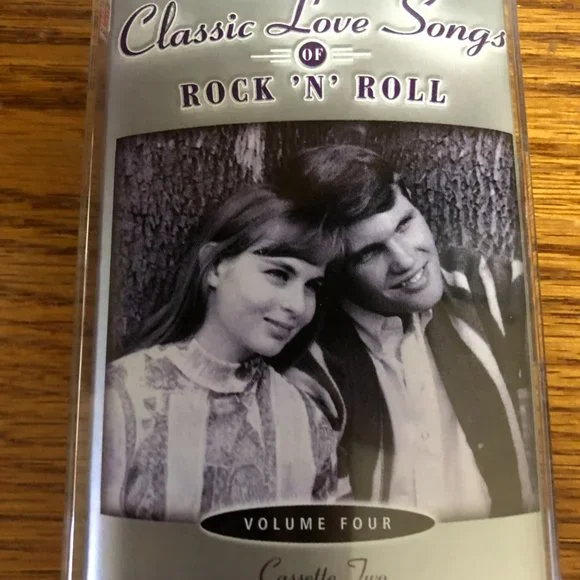 Classic Love Songs
OF
ROCK 'N' ROLL
VOLUME FOUR
Cassette Two